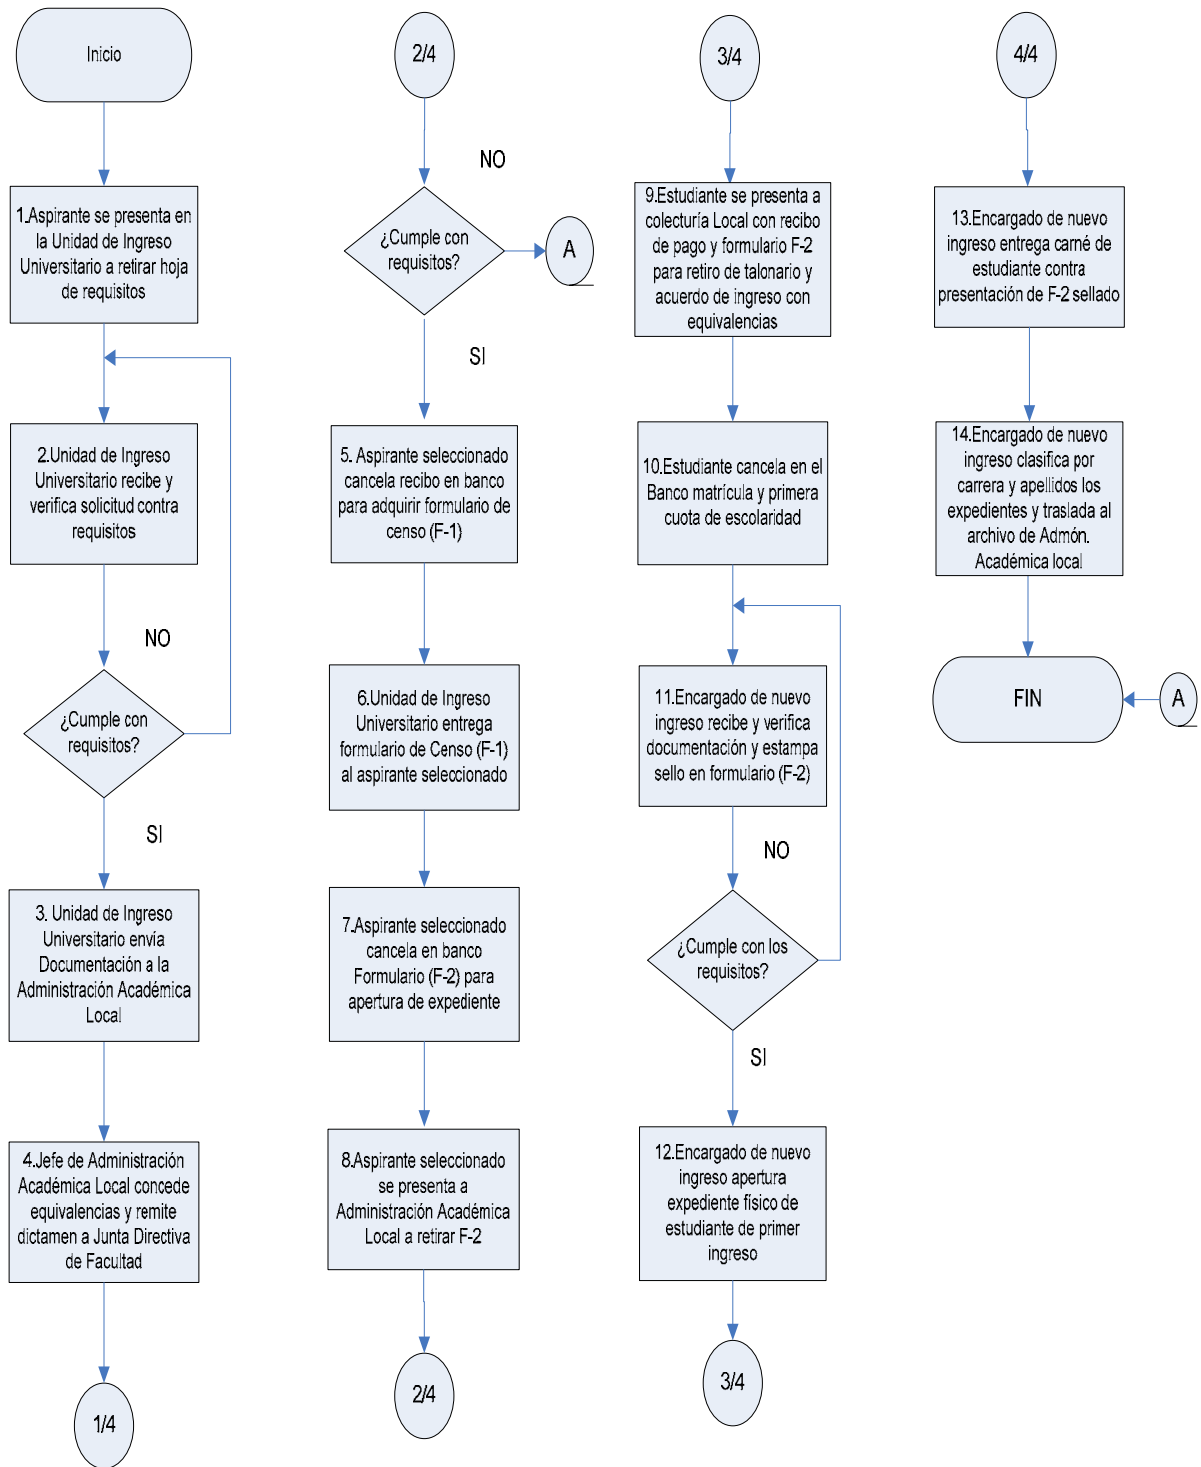 Inicio
1.Aspirante se presenta en
la Unidad de Ingreso
Universitario a retirar hoja
de requisitos
2.Unidad de Ingreso
Universitario recibe y
verifica solicitud contra
requisitos
NO
¿Cumple con
requisitos?
SI
3. Unidad de Ingreso
Universitario envía
Documentación a la
Administración Académica
Local
4.Jefe de Administración
Académica Local concede
equivalencias y remite
dictamen a Junta Directiva
de Facultad
1/4
2/4
NO
¿Cumple con
requisitos?
A
SI
5. Aspirante seleccionado
cancela recibo en banco
para adquirir formulario de
censo (F-1)
6.Unidad de Ingreso
Universitario entrega
formulario de Censo (F-1)
al aspirante seleccionado
7.Aspirante seleccionado
cancela en banco
Formulario (F-2) para
apertura de expediente
8.Aspirante seleccionado
se presenta a
Administración Académica
Local a retirar F-2
2/4
3/4
9.Estudiante se presenta a
colecturía Local con recibo
de pago y formulario F-2
para retiro de talonario y
acuerdo de ingreso con
equivalencias
10.Estudiante cancela en el
Banco matrícula y primera
cuota de escolaridad
11.Encargado de nuevo
ingreso recibe y verifica
documentación y estampa
sello en formulario (F-2)
NO
¿Cumple con los
requisitos?
SI
12.Encargado de nuevo
ingreso apertura
expediente físico de
estudiante de primer
ingreso
3/4
4/4
13.Encargado de nuevo
ingreso entrega carné de
estudiante contra
presentación de F-2 sellado
14.Encargado de nuevo
ingreso clasifica por
carrera y apellidos los
expedientes y traslada al
archivo de Admón.
Académica local
FIN
A